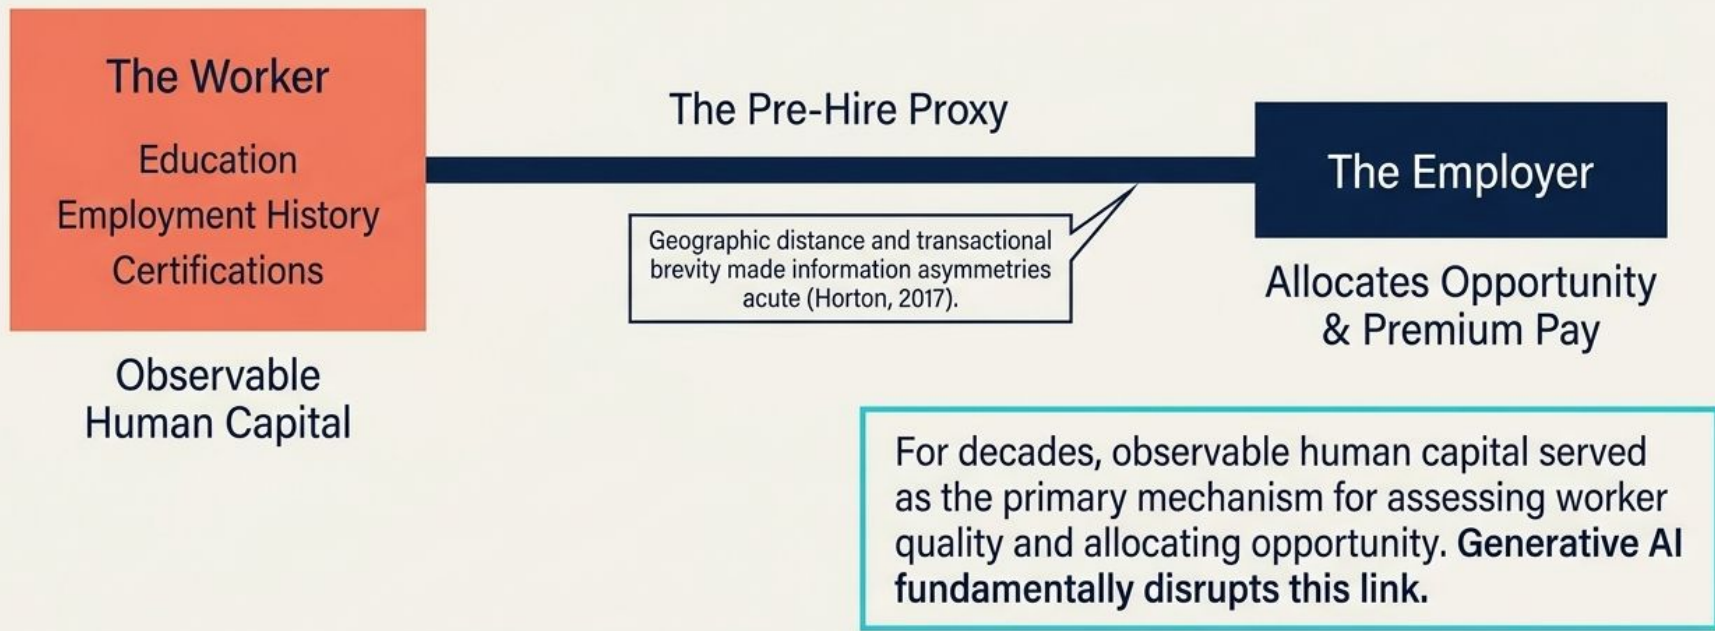 The Worker
Education
Employment History
Certifications
Observable
Human Capital
The Pre-Hire Proxy
Geographic distance and transactional
brevity made information asymmetries
acute (Horton, 2017).
The Employer
Allocates Opportunity
& Premium Pay
For decades, observable human capital served
as the primary mechanism for assessing worker
quality and allocating opportunity. Generative AI
fundamentally disrupts this link.